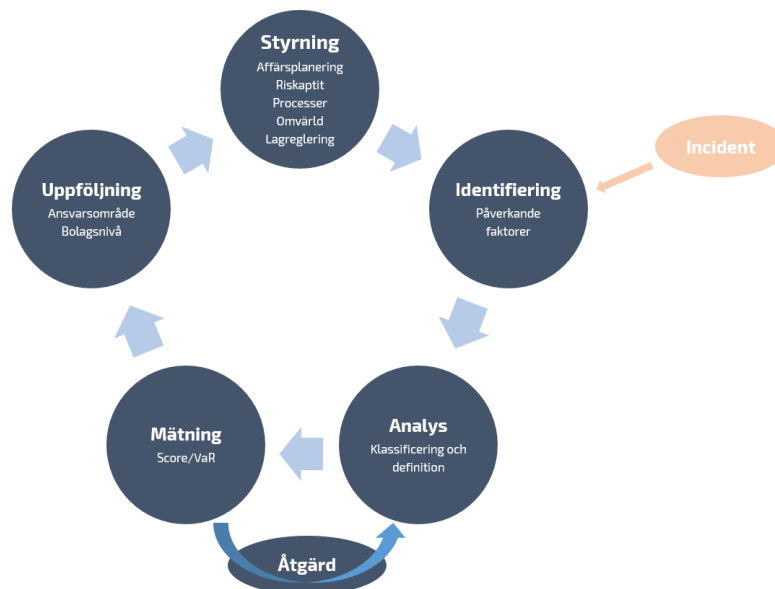 Styrning
Affärsplanering
Riskaptit
Processer
Omvärld
Lagreglering
Incident
Identifiering
Påverkande
faktorer
Uppföljning
Ansvarsområde
Bolagsnivå
Analys
Klassificering och
definition
Mätning
Score/VaR
Åtgärd